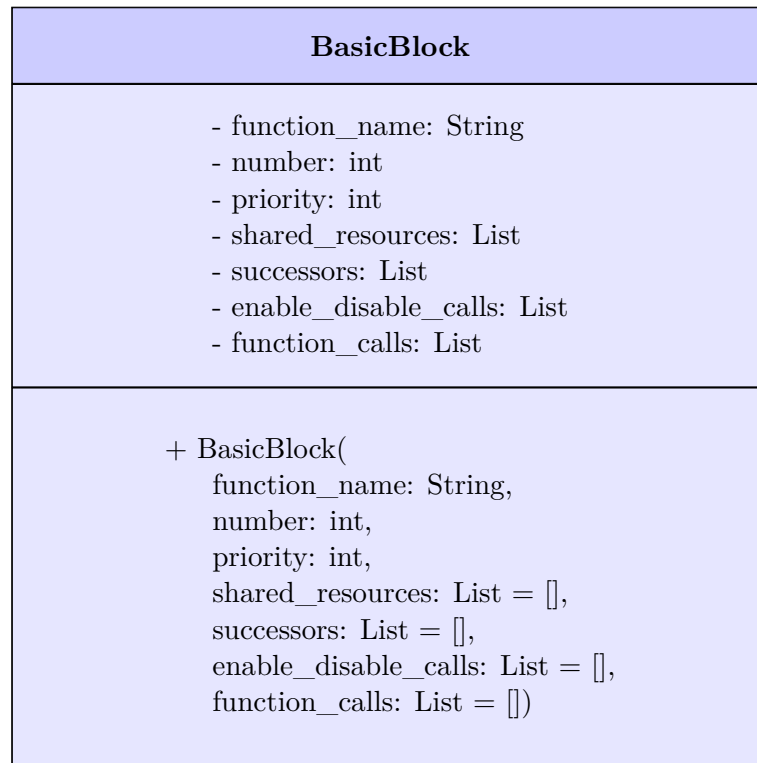 BasicBlock
- function_name: String
- number: int
- priority: int
- shared_resources: List
- successors: List
- enable_disable_calls: List
- function_calls: List
+ BasicBlock(
function_name: String,
number: int,
priority: int,
shared_resources: List = [],
successors: List = [],
enable_disable_calls: List = [],
function_calls: List = [])